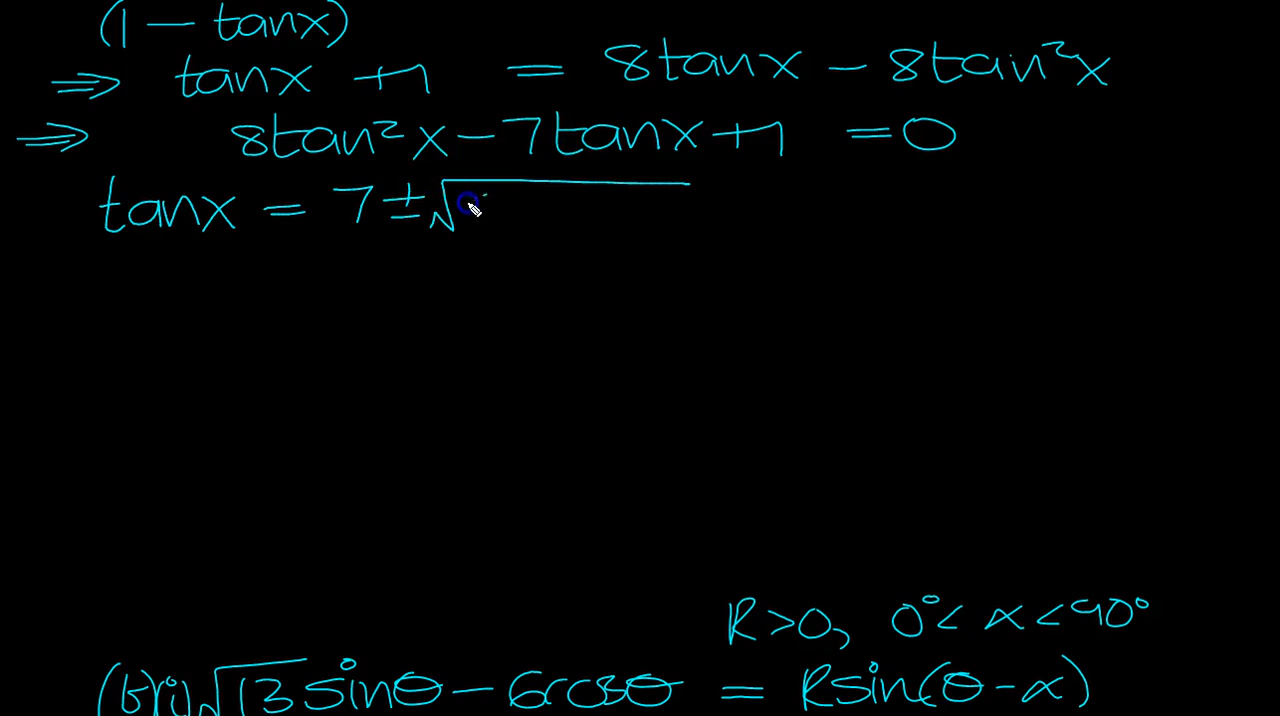 (1 − tanx)
⇒ tanx + 1 = 8tanx − 8tan²x
⇒ 8tan²x − 7tanx + 1 = 0
tanx = 7 ± √
R>0, 0° < α < 90°
(b)(i) √13 sinθ − 6cosθ = Rsin(θ − α)